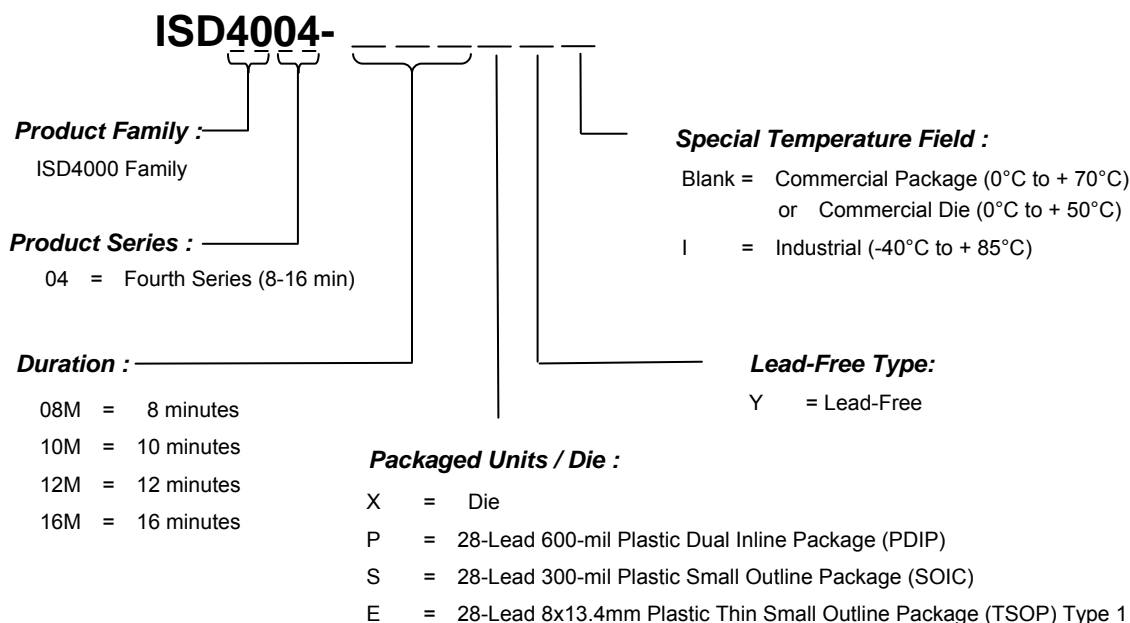 ISD4004- _ _ _ _ _ _
Product Family :
ISD4000 Family
Product Series :
04 = Fourth Series (8-16 min)
Duration :
08M = 8 minutes
10M = 10 minutes
12M = 12 minutes
16M = 16 minutes
Special Temperature Field :
Blank = Commercial Package (0°C to + 70°C)
or Commercial Die (0°C to + 50°C)
I = Industrial (-40°C to + 85°C)
Lead-Free Type:
Y = Lead-Free
Packaged Units / Die :
X = Die
P = 28-Lead 600-mil Plastic Dual Inline Package (PDIP)
S = 28-Lead 300-mil Plastic Small Outline Package (SOIC)
E = 28-Lead 8x13.4mm Plastic Thin Small Outline Package (TSOP) Type 1